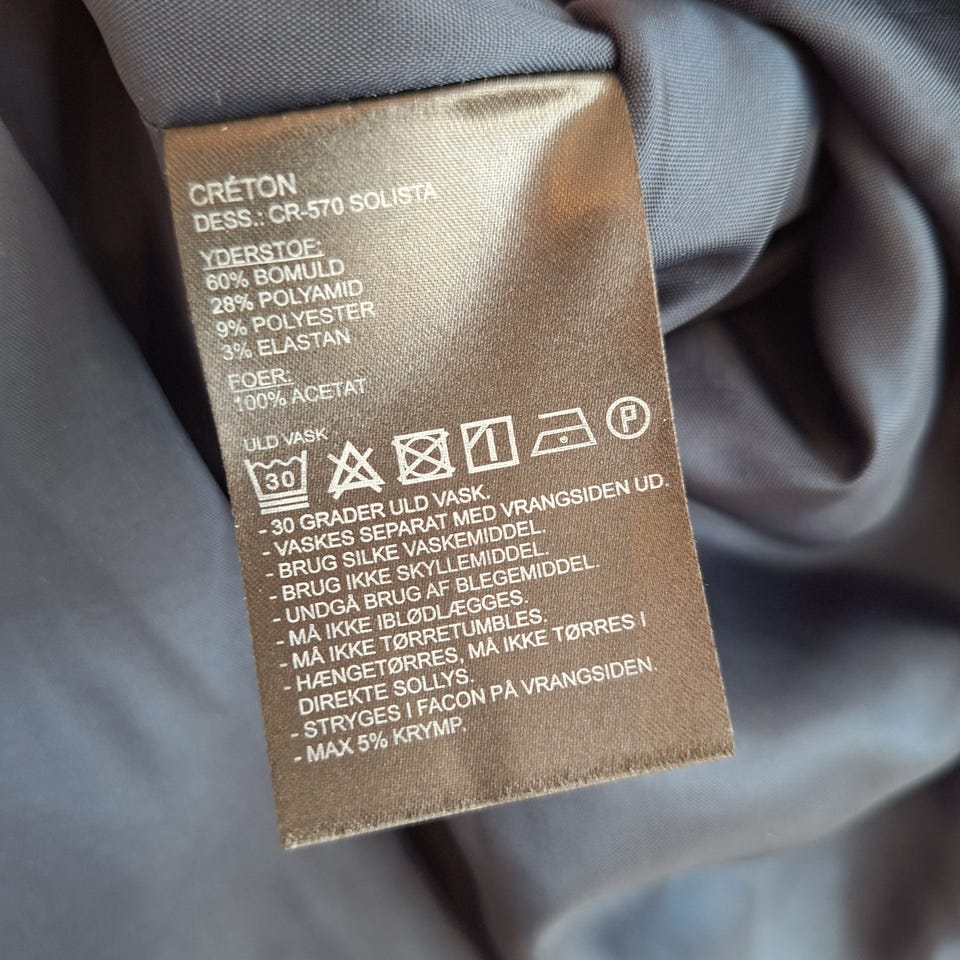 CRÉTON
DESS.: CR-570 SOLISTA
YDERSTOF:
60% BOMULD
28% POLYAMID
9% POLYESTER
3% ELASTAN
FOER:
100% ACETAT
ULD VASK
30
P
- 30 GRADER ULD VASK.
- VASKES SEPARAT MED VRANGSIDEN UD.
- BRUG SILKE VASKEMIDDEL
- BRUG IKKE SKYLLEMIDDEL.
- UNDGÅ BRUG AF BLEGEMIDDEL.
- MÅ IKKE IBLØDLÆGGES.
- MÅ IKKE TØRRETUMBLES.
- HÆNGETØRRES, MÅ IKKE TØRRES I
DIREKTE SOLLYS.
- STRYGES I FACON PÅ VRANGSIDEN.
- MAX 5% KRYMP.